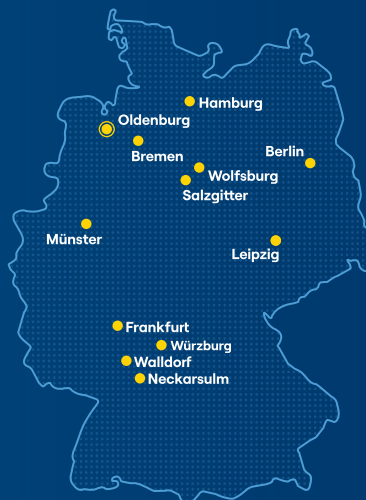 Hamburg
Oldenburg
Bremen
Berlin
Wolfsburg
Salzgitter
Münster
Leipzig
Frankfurt
Würzburg
Walldorf
Neckarsulm